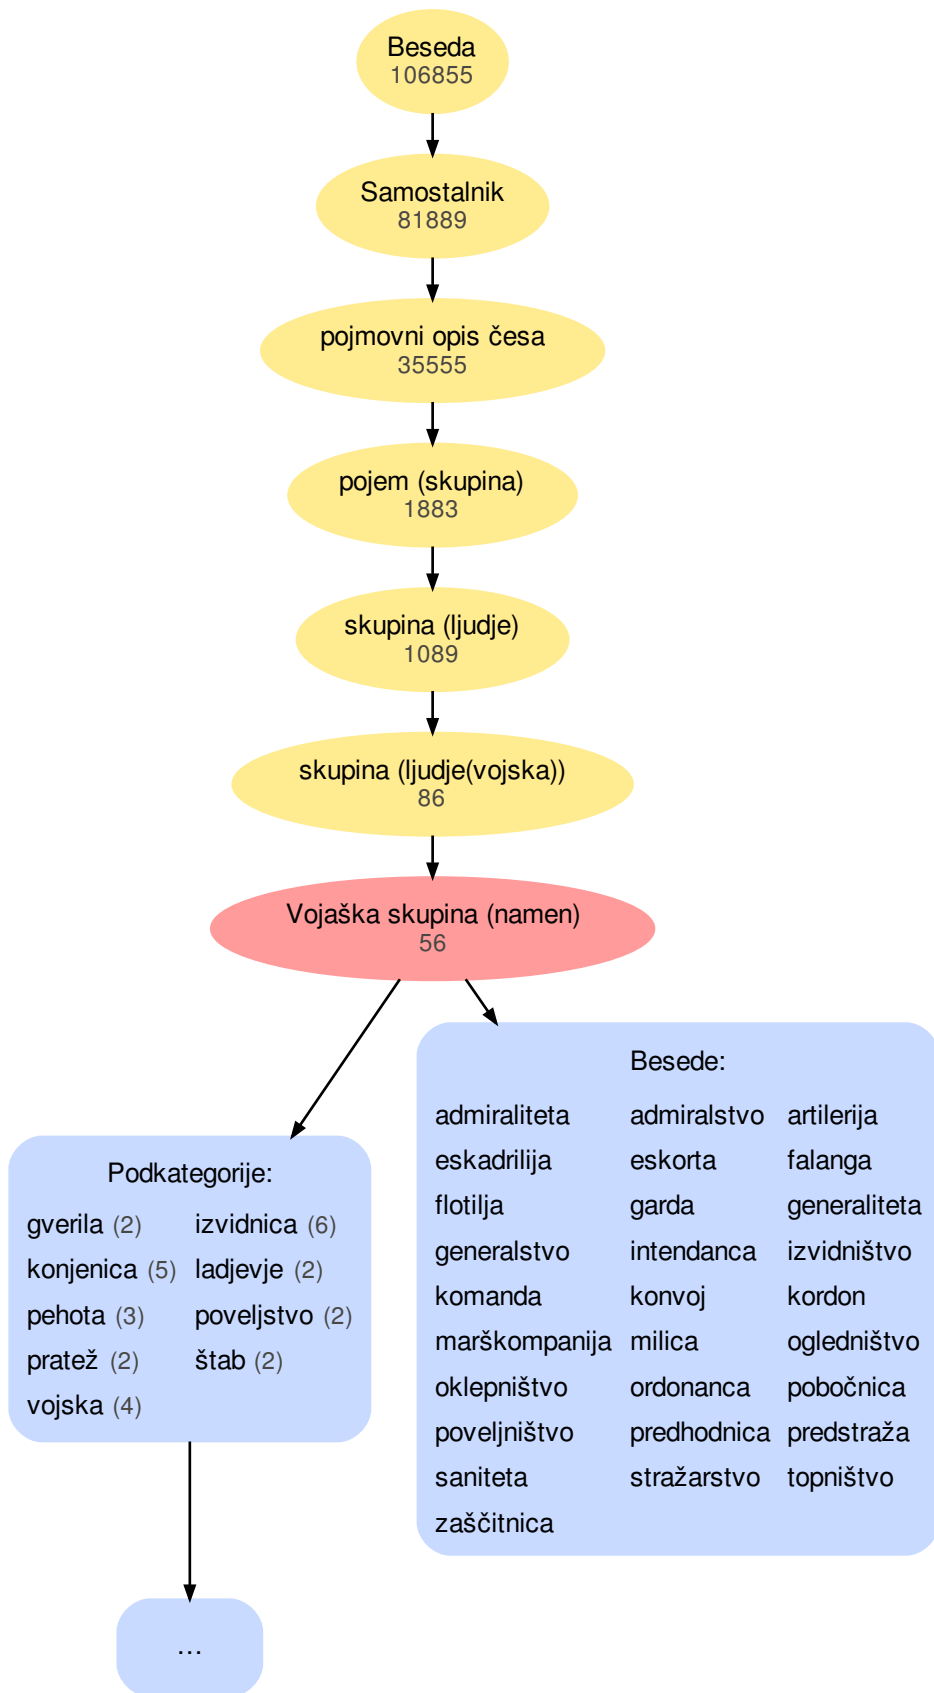 Beseda
106855
Samostalnik
81889
pojmovni opis česa
35555
pojem (skupina)
1883
skupina (ljudje)
1089
skupina (ljudje(vojska))
86
Vojaška skupina (namen)
56
Podkategorije:
gverila (2) izvidnica (6)
konjenica (5) ladjevje (2)
pehota (3) poveljstvo (2)
pratež (2) štab (2)
vojska (4)
...
Besede:
admiraliteta admiralstvo artilerija
eskadrilija eskorta falanga
flotilja garda generaliteta
generalstvo intendanca izvidništvo
komanda konvoj kordon
marškompanija milica ogledništvo
oklepništvo ordonanca pobočnica
poveljništvo predhodnica predstraža
saniteta stražarstvo topništvo
zaščitnica